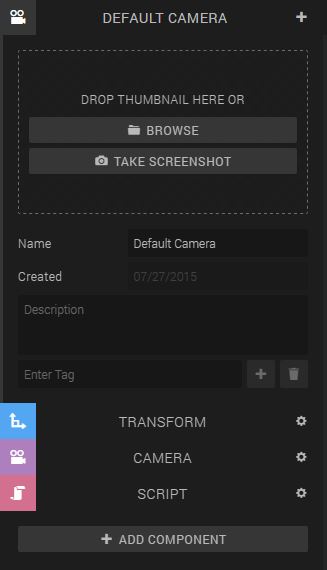 DEFAULT CAMERA
DROP THUMBNAIL HERE OR
BROWSE
TAKE SCREENSHOT
Name
Default Camera
Created
07/27/2015
Description
Enter Tag
TRANSFORM
CAMERA
SCRIPT
ADD COMPONENT